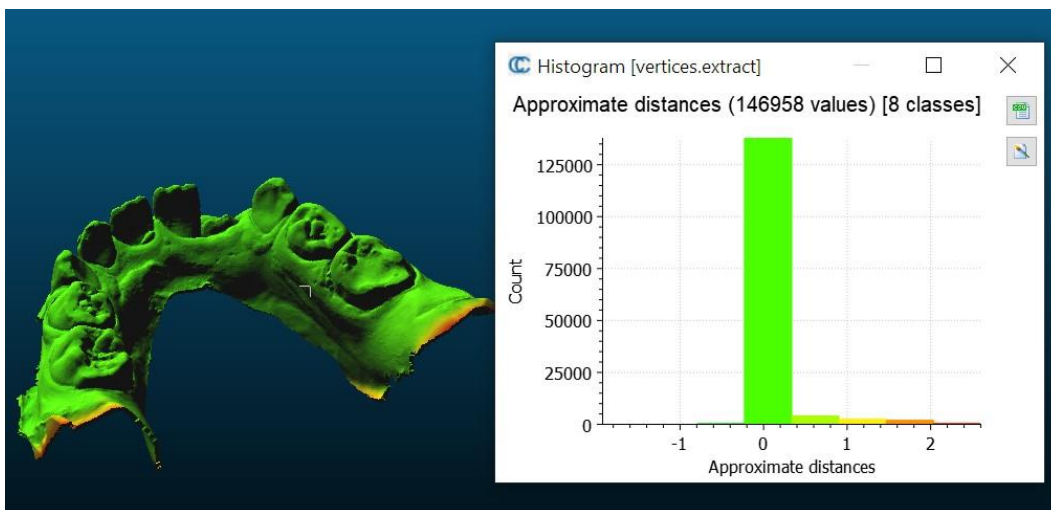 Histogram [vertices.extract]
Approximate distances (146958 values) [8 classes]
CSV
125000
100000
75000
50000
25000
0
Count
-1 0 1 2
Approximate distances